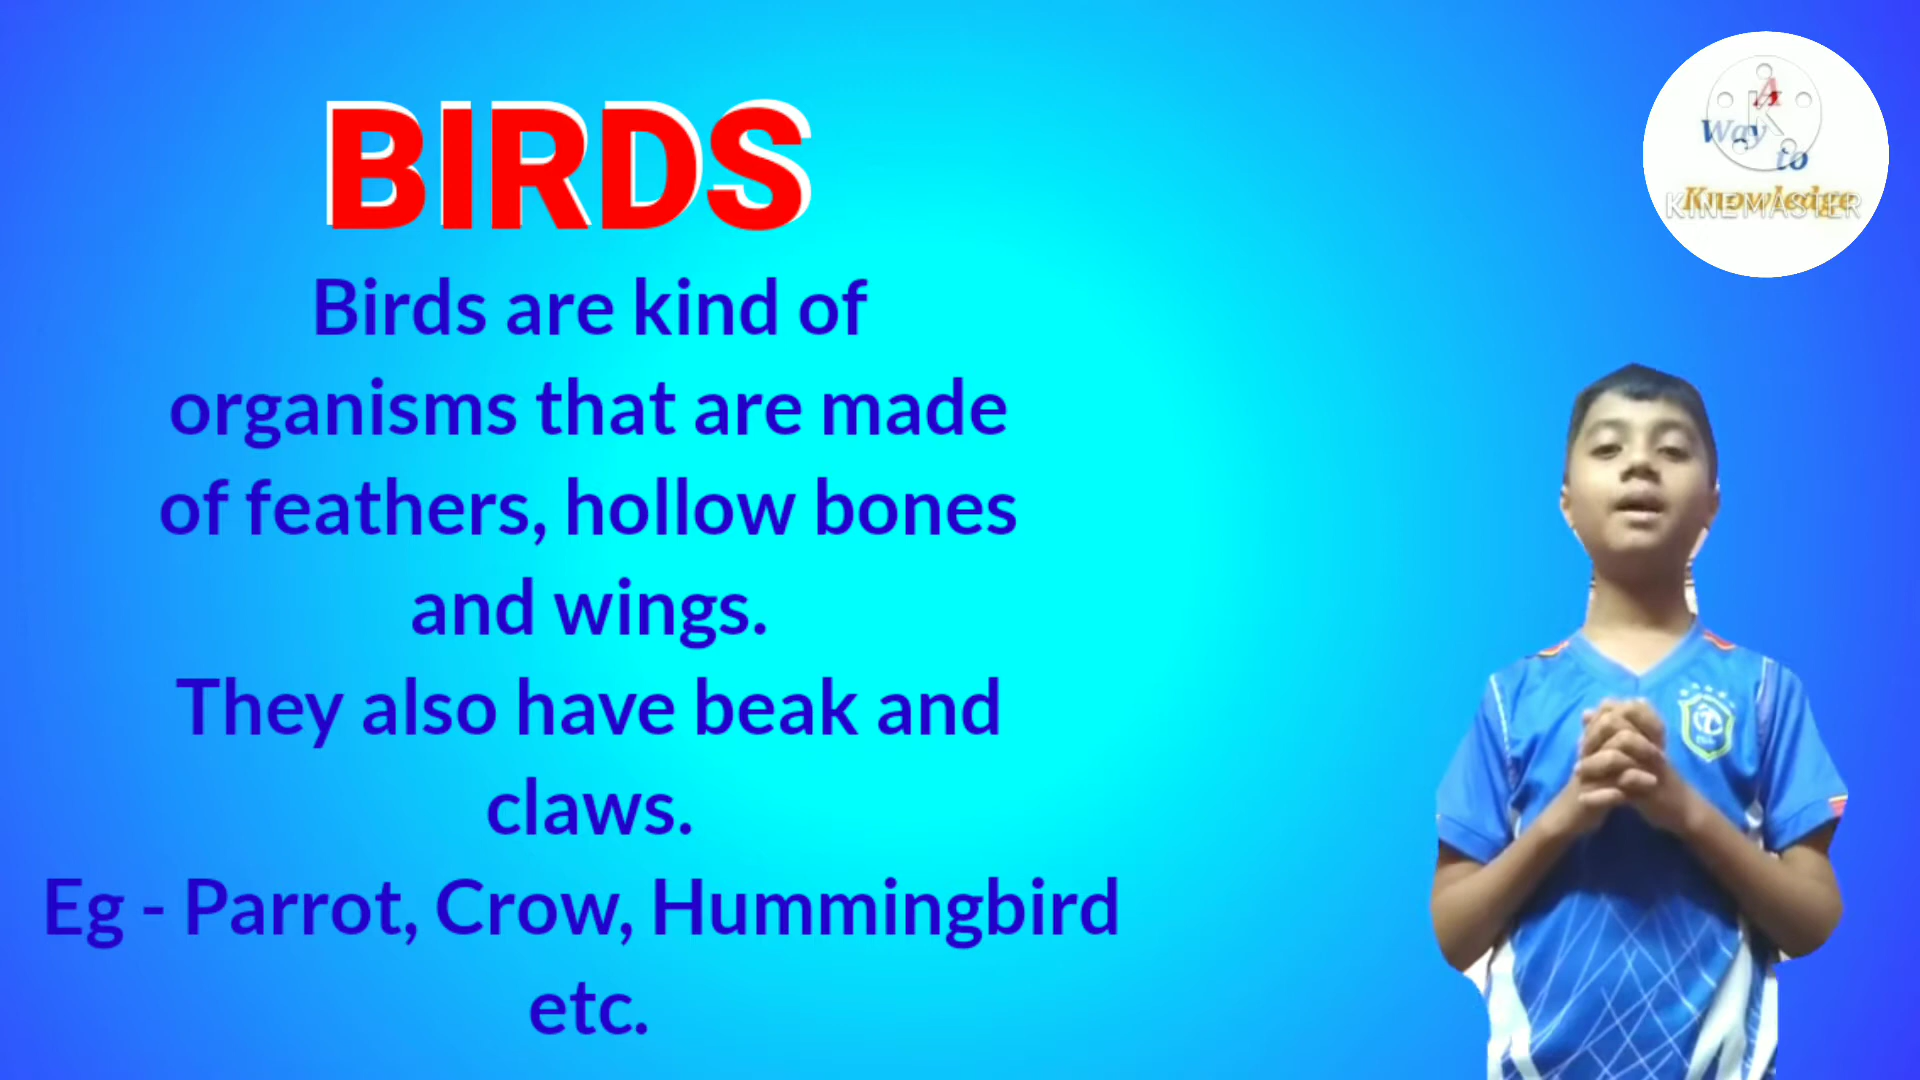 BIRDS
Birds are kind of
organisms that are made
of feathers, hollow bones
and wings.
They also have beak and
claws.
Eg - Parrot, Crow, Hummingbird
etc.
A
Way
to
Knowledge
KINEMASTER